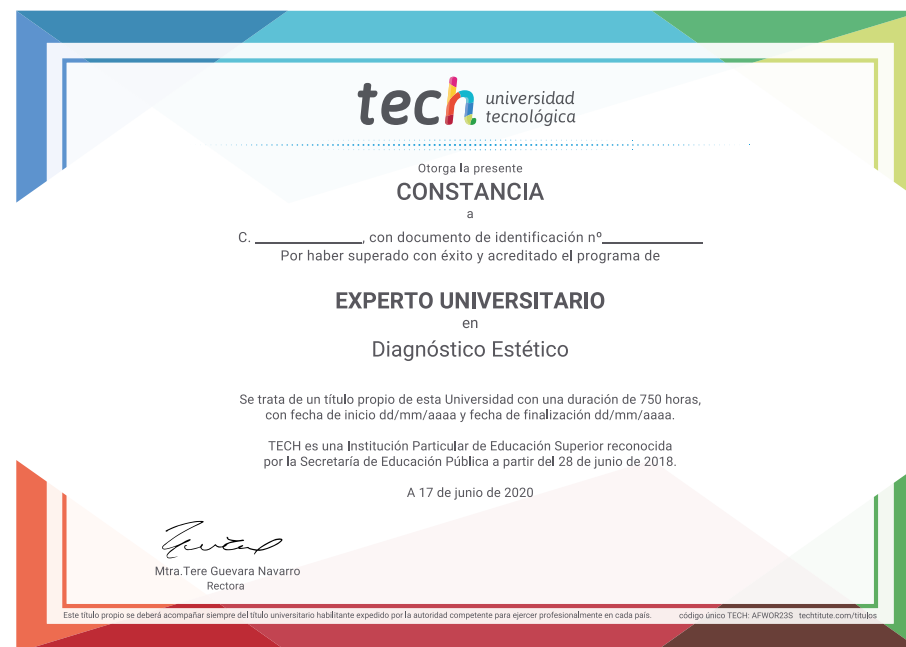 tech universidad
tecnológica
Otorga la presente
CONSTANCIA
a
C. ______________, con documento de identificación nº_____________
Por haber superado con éxito y acreditado el programa de
EXPERTO UNIVERSITARIO
en
Diagnóstico Estético
Se trata de un título propio de esta Universidad con una duración de 750 horas,
con fecha de inicio dd/mm/aaaa y fecha de finalización dd/mm/aaaa.
TECH es una Institución Particular de Educación Superior reconocida
por la Secretaría de Educación Pública a partir del 28 de junio de 2018.
A 17 de junio de 2020
Mtra.Tere Guevara Navarro
Rectora
Este título propio se deberá acompañar siempre del título universitario habilitante expedido por la autoridad competente para ejercer profesionalmente en cada país. código único TECH: AFWOR23S techtitute.com/titulos